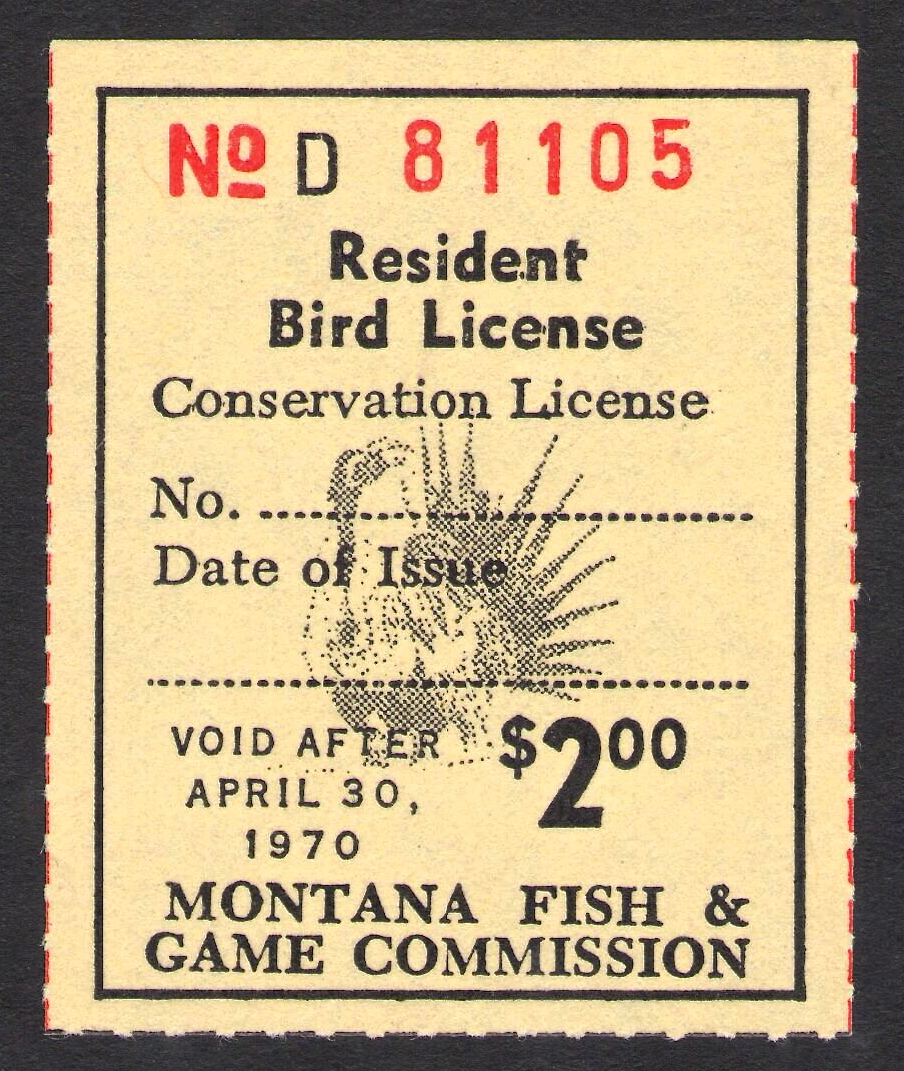 Nº D 81105
Resident
Bird License
Conservation License
No. ........................................
Date of Issue
................................................
VOID AFTER
APRIL 30,
1970
$2.00
MONTANA FISH &
GAME COMMISSION